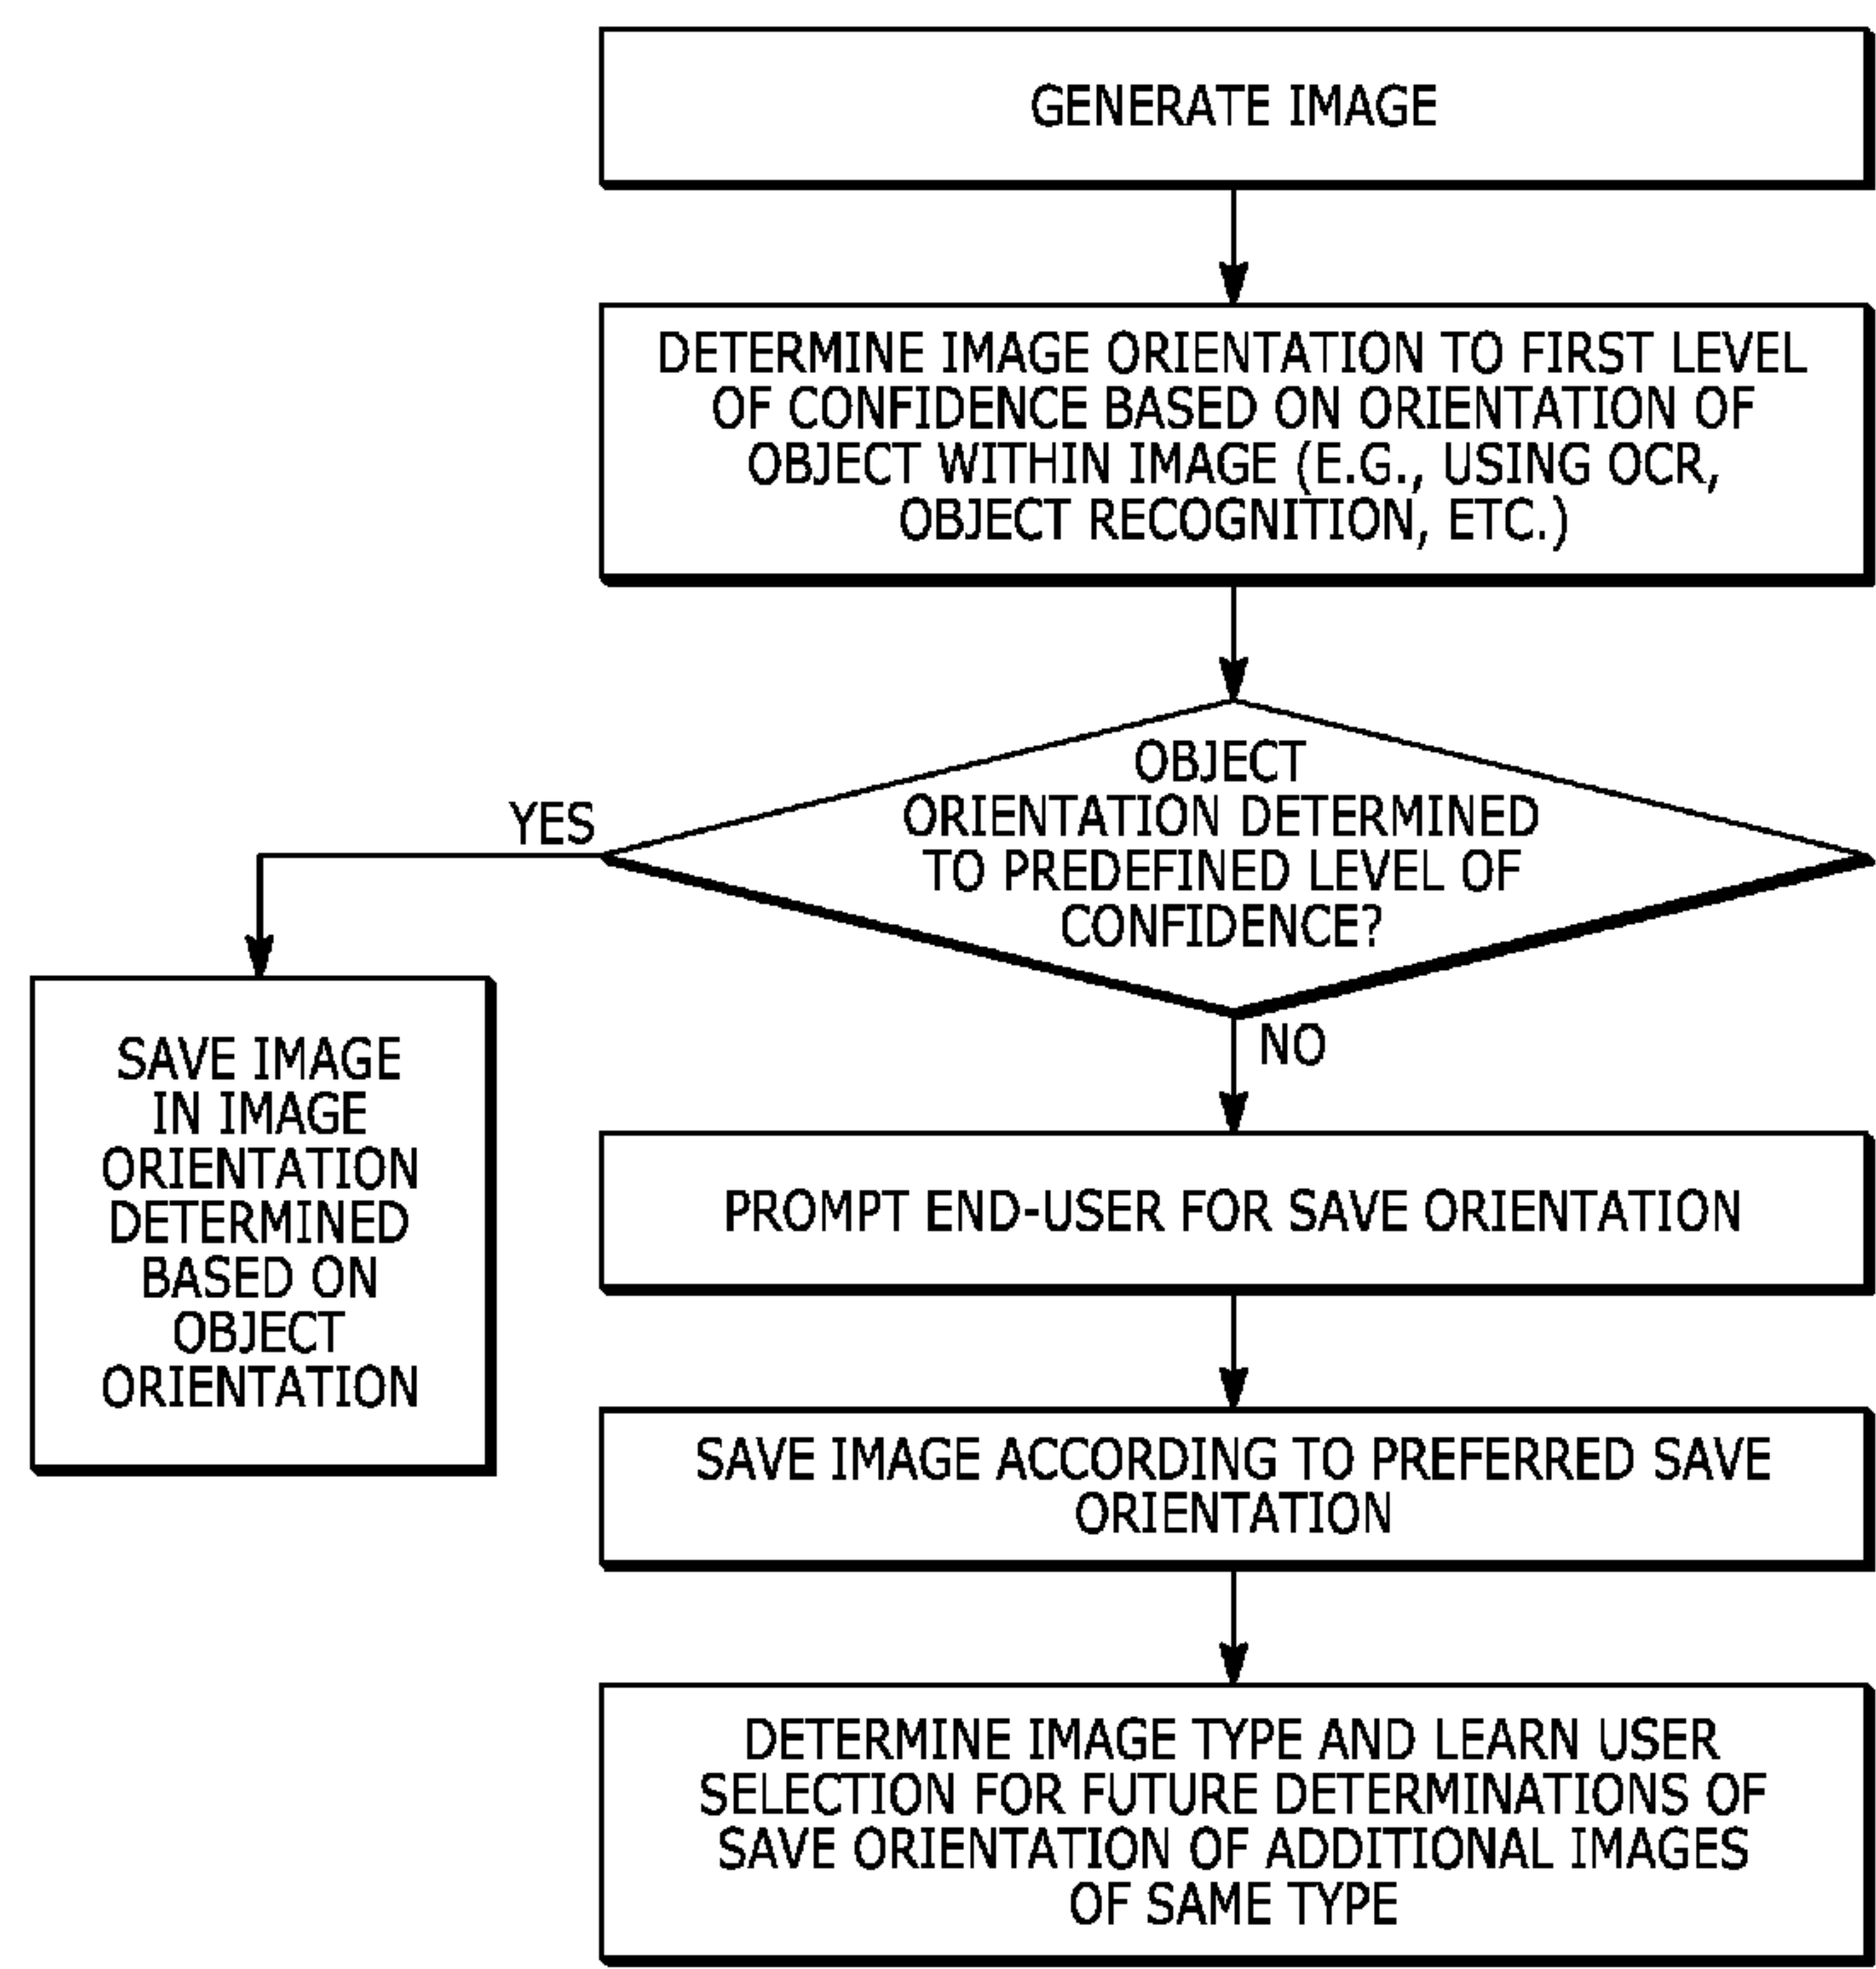 GENERATE IMAGE
DETERMINE IMAGE ORIENTATION TO FIRST LEVEL
OF CONFIDENCE BASED ON ORIENTATION OF
OBJECT WITHIN IMAGE (E.G., USING OCR,
OBJECT RECOGNITION, ETC.)
OBJECT
ORIENTATION DETERMINED
TO PREDEFINED LEVEL OF
CONFIDENCE?
YES
SAVE IMAGE
IN IMAGE
ORIENTATION
DETERMINED
BASED ON
OBJECT
ORIENTATION
NO
PROMPT END-USER FOR SAVE ORIENTATION
SAVE IMAGE ACCORDING TO PREFERRED SAVE
ORIENTATION
DETERMINE IMAGE TYPE AND LEARN USER
SELECTION FOR FUTURE DETERMINATIONS OF
SAVE ORIENTATION OF ADDITIONAL IMAGES
OF SAME TYPE